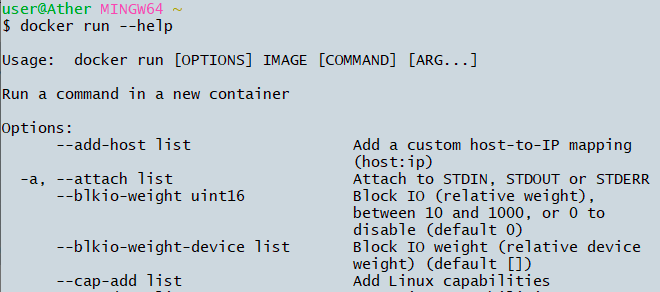 user@Ather MINGW64 ~
$ docker run --help
Usage:  docker run [OPTIONS] IMAGE [COMMAND] [ARG...]
Run a command in a new container
Options:
      --add-host list                  Add a custom host-to-IP mapping
                                       (host:ip)
  -a, --attach list                    Attach to STDIN, STDOUT or STDERR
      --blkio-weight uint16            Block IO (relative weight),
                                       between 10 and 1000, or 0 to
                                       disable (default 0)
      --blkio-weight-device list       Block IO weight (relative device
                                       weight) (default [])
      --cap-add list                   Add Linux capabilities